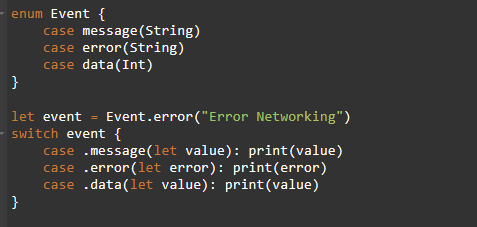 enum Event {
    case message(String)
    case error(String)
    case data(Int)
}

let event = Event.error("Error Networking")
switch event {
    case .message(let value): print(value)
    case .error(let error): print(error)
    case .data(let value): print(value)
}